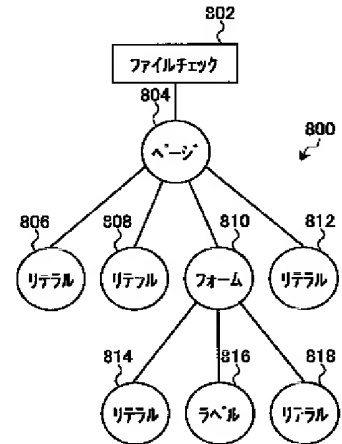 802
ファイルチェック
804
ページ
800
806
808
810
812
リテラル
リテラル
フォーム
リテラル
814
816
818
リテラル
ラベル
リテラル